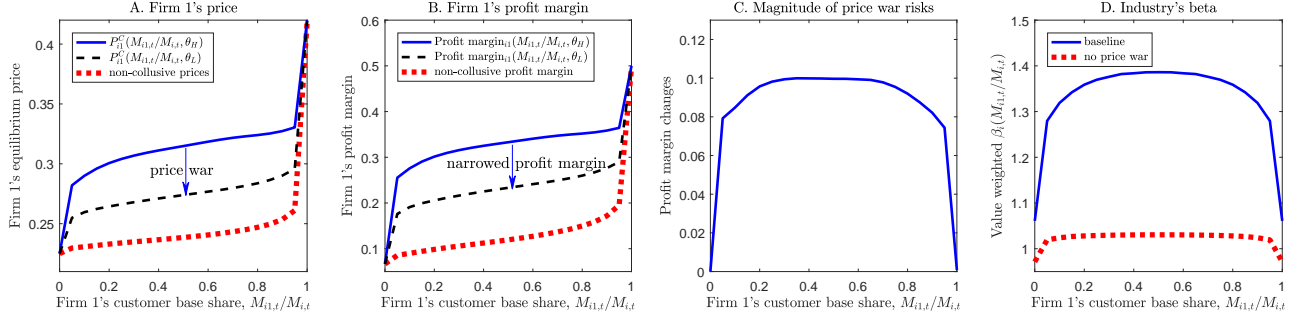 A. Firm 1's price
Firm 1's equilibrium price
0.4
0.35
0.3
0.25
P^C_{i1}(M_{i1,t}/M_{i,t}, θ_H)
P^C_{i1}(M_{i1,t}/M_{i,t}, θ_L)
non-collusive prices
price war
0 0.2 0.4 0.6 0.8 1
Firm 1's customer base share, M_{i1,t}/M_{i,t}
B. Firm 1's profit margin
Firm 1's profit margin
0.6
0.5
0.4
0.3
0.2
0.1
Profit margin_{i1}(M_{i1,t}/M_{i,t}, θ_H)
Profit margin_{i1}(M_{i1,t}/M_{i,t}, θ_L)
non-collusive profit margin
narrowed profit margin
0 0.2 0.4 0.6 0.8 1
Firm 1's customer base share, M_{i1,t}/M_{i,t}
C. Magnitude of price war risks
Profit margin changes
0.12
0.1
0.08
0.06
0.04
0.02
0
0 0.2 0.4 0.6 0.8 1
Firm 1's customer base share, M_{i1,t}/M_{i,t}
D. Industry's beta
Value weighted β_i(M_{i1,t}/M_{i,t})
1.5
1.4
1.3
1.2
1.1
1
baseline
no price war
0 0.2 0.4 0.6 0.8 1
Firm 1's customer base share, M_{i1,t}/M_{i,t}